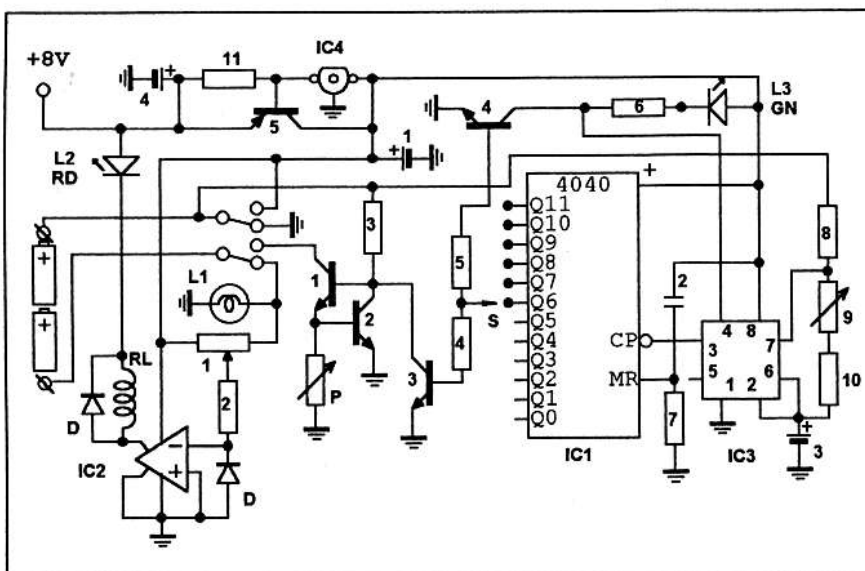 +8V
4
+
11
IC4
5
L2
RD
+
1
4
6
L3
GN
3
L1
1
2
1
RL
2
P
3
D
IC2
−
+
D
5
S
4
4040
+
Q11
Q10
Q9
Q8
Q7
Q6
Q5
Q4
Q3
Q2
Q1
Q0
CP
MR
IC1
2
7
4 8
3 7
5 6
1 2
IC3
8
9
10
+
3
+
+